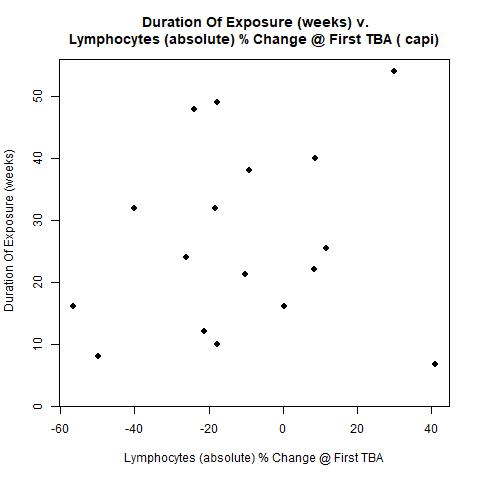 Duration Of Exposure (weeks) v.
Lymphocytes (absolute) % Change @ First TBA ( capi)
Duration Of Exposure (weeks)
50
40
30
20
10
0
-60 -40 -20 0 20 40
Lymphocytes (absolute) % Change @ First TBA